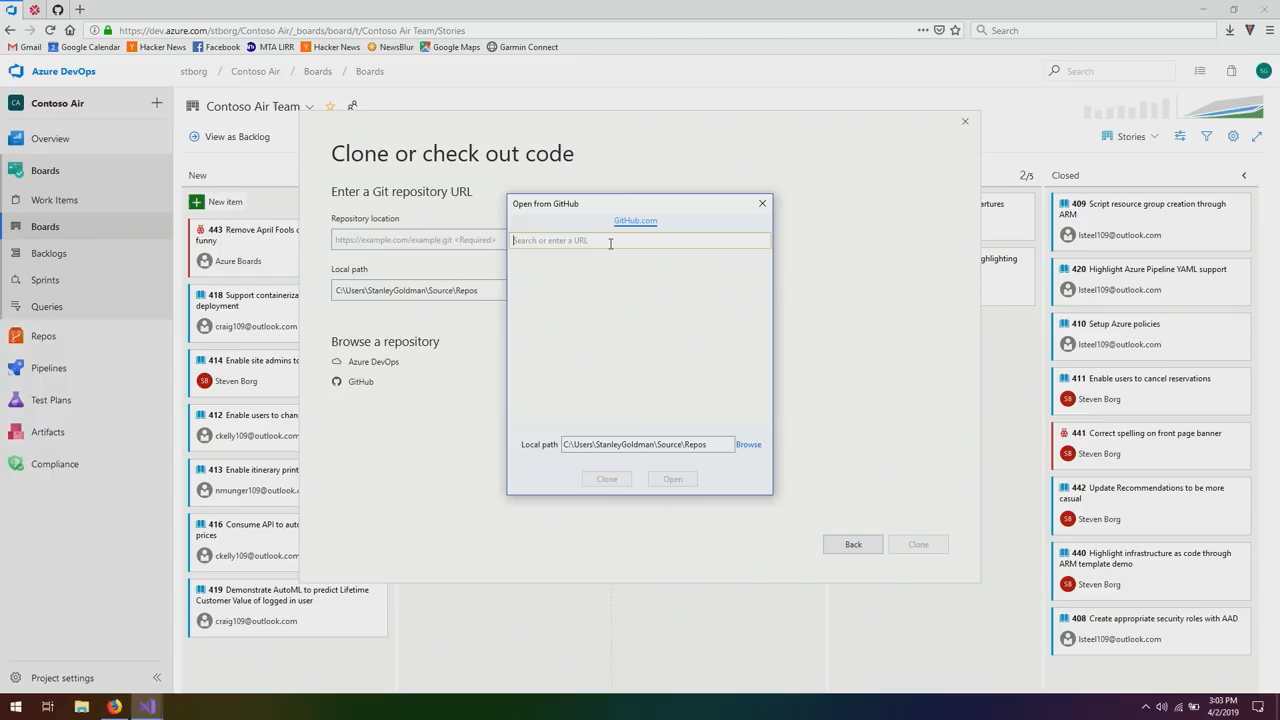 https://dev.azure.com/stborg/Contoso Air/_boards/board/t/Contoso Air Team/Stories
Search
Gmail
Google Calendar
Hacker News
Facebook
MTA LIRR
Hacker News
NewsBlur
Google Maps
Garmin Connect
Azure DevOps
stborg / Contoso Air / Boards / Boards
Search
SG
CA Contoso Air
Overview
Boards
Work Items
Boards
Backlogs
Sprints
Queries
Repos
Pipelines
Test Plans
Artifacts
Compliance
Project settings
Contoso Air Team
View as Backlog
Stories
New
New item
443 Remove April Fools
funny
Azure Boards
418 Support containeriza
deployment
craig109@outlook.com
414 Enable site admins to
SB Steven Borg
412 Enable users to chan
ckelly109@outlook.com
413 Enable itinerary print
nmunger109@outlook.com
416 Consume API to auto
prices
ckelly109@outlook.com
419 Demonstrate AutoML to predict Lifetime
Customer Value of logged in user
craig109@outlook.com
Clone or check out code
Enter a Git repository URL
Repository location
https://example.com/example.git <Required>
Local path
C:\Users\StanleyGoldman\Source\Repos
Browse a repository
Azure DevOps
GitHub
Back
Clone
Open from GitHub
GitHub.com
Search or enter a URL
Local path
C:\Users\StanleyGoldman\Source\Repos
Browse
Clone
Open
2/5
artures
ghlighting
Closed
409 Script resource group creation through
ARM
lsteel109@outlook.com
420 Highlight Azure Pipeline YAML support
lsteel109@outlook.com
410 Setup Azure policies
lsteel109@outlook.com
411 Enable users to cancel reservations
SB Steven Borg
441 Correct spelling on front page banner
SB Steven Borg
442 Update Recommendations to be more
casual
SB Steven Borg
440 Highlight infrastructure as code through
ARM template demo
SB Steven Borg
408 Create appropriate security roles with AAD
lsteel109@outlook.com
3:03 PM
4/2/2019